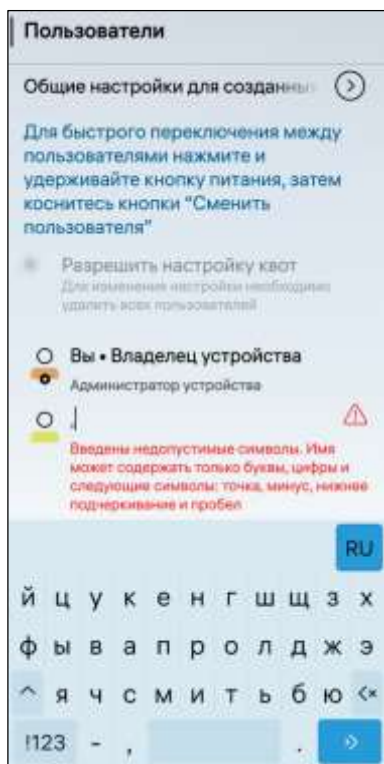 Пользователи
Общие настройки для созданны
Для быстрого переключения между
пользователями нажмите и
удерживайте кнопку питания, затем
коснитесь кнопки “Сменить
пользователя”
Разрешить настройку квот
Для изменения настройки необходимо
удалить всех пользователей
Вы • Владелец устройства
Администратор устройства
.
Введены недопустимые символы. Имя
может содержать только буквы, цифры и
следующие символы: точка, минус, нижнее
подчеркивание и пробел
RU
й ц у к е н г ш щ з х
ф ы в а п р о л д ж э
я ч с м и т ь б ю
!123 - , .